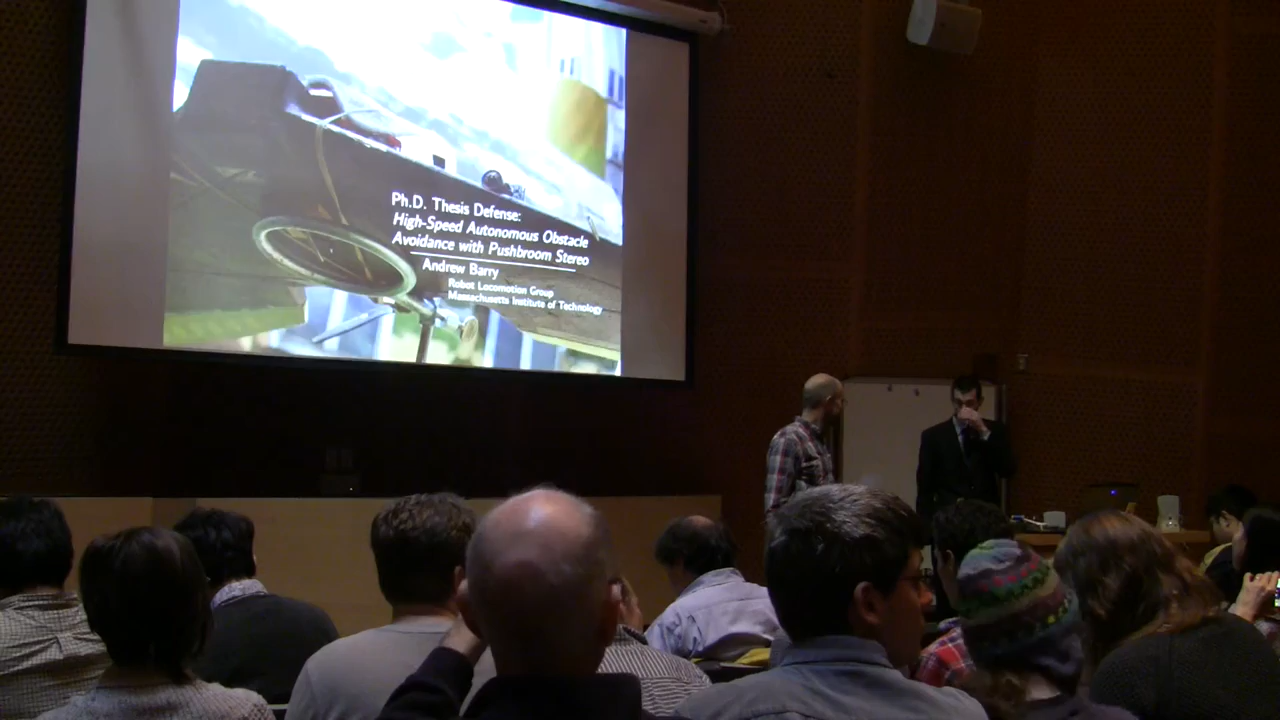 Ph.D. Thesis Defense:
High-Speed Autonomous Obstacle
Avoidance with Pushbroom Stereo
Andrew Barry
Robot Locomotion Group
Massachusetts Institute of Technology